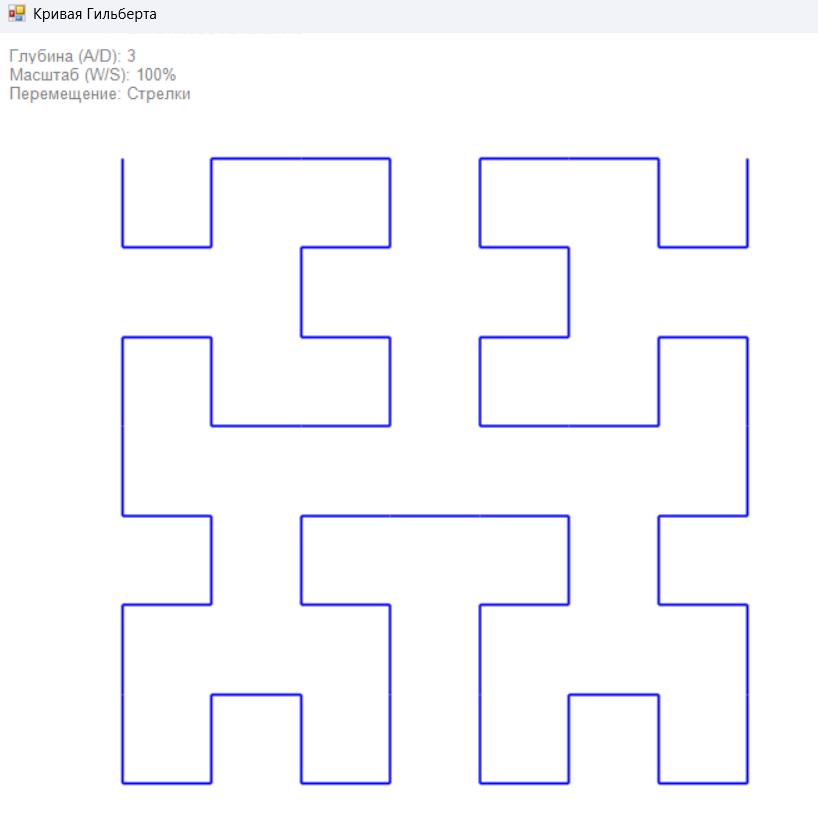 Кривая Гильберта
Глубина (A/D): 3
Масштаб (W/S): 100%
Перемещение: Стрелки